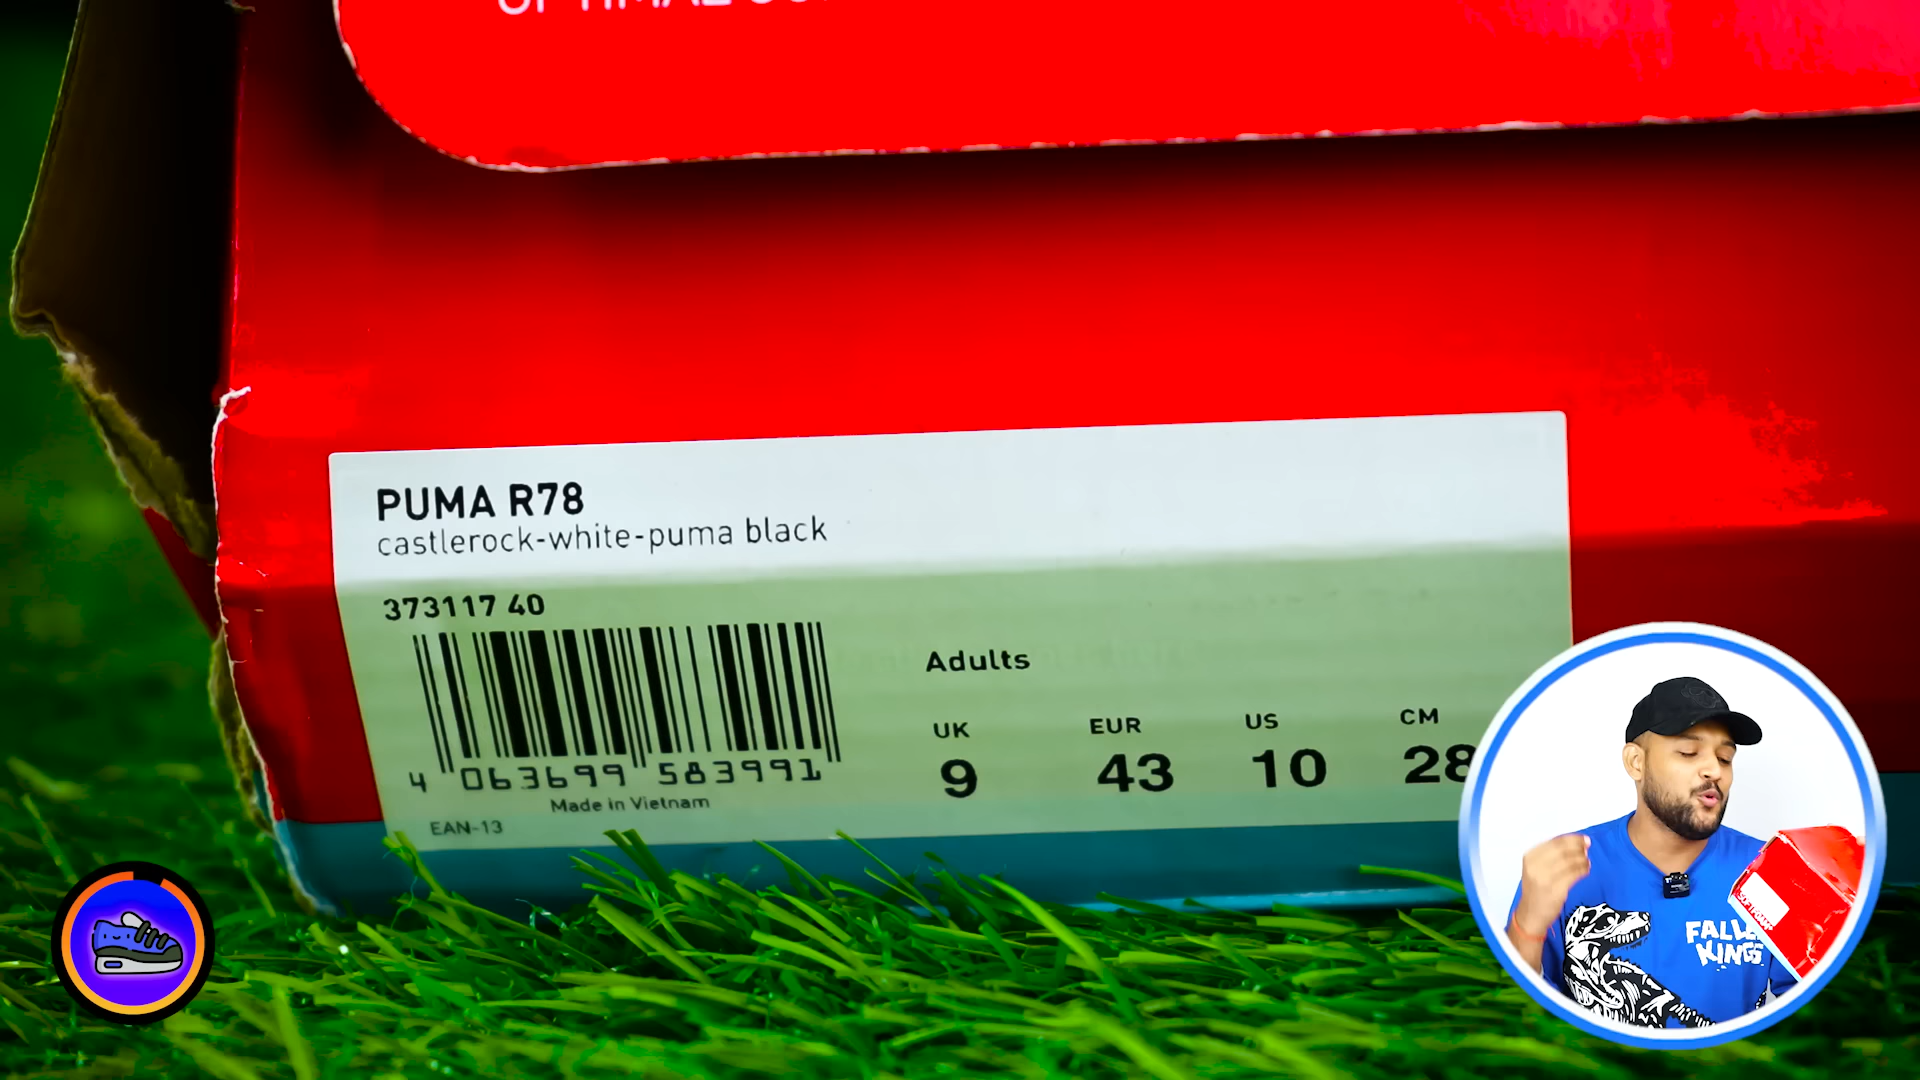 PUMA R78
castlerock-white-puma black
373117 40
Adults
UK EUR US CM
9 43 10 28
4 063699 583991
Made in Vietnam
EAN-13
FALL
KINGS